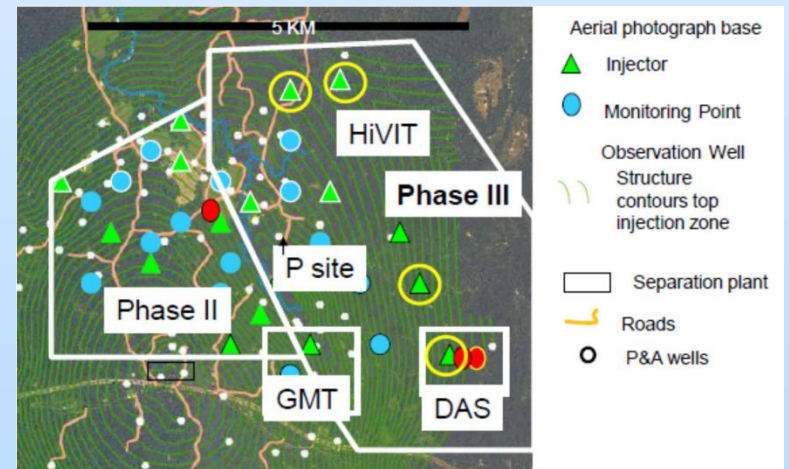 5 KM
HiVIT
Phase III
P site
Phase II
GMT
DAS
Aerial photograph base
Injector
Monitoring Point
Observation Well
Structure
contours top
injection zone
Separation plant
Roads
P&A wells